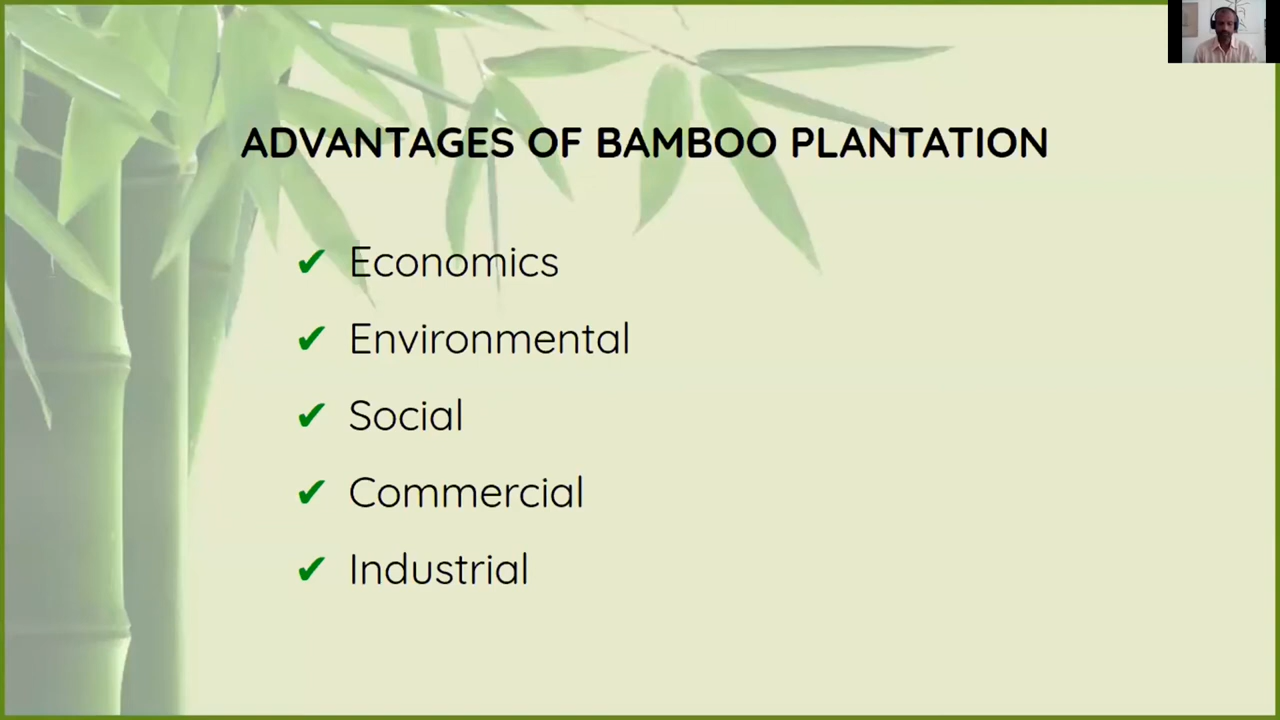 ADVANTAGES OF BAMBOO PLANTATION
✔ Economics
✔ Environmental
✔ Social
✔ Commercial
✔ Industrial